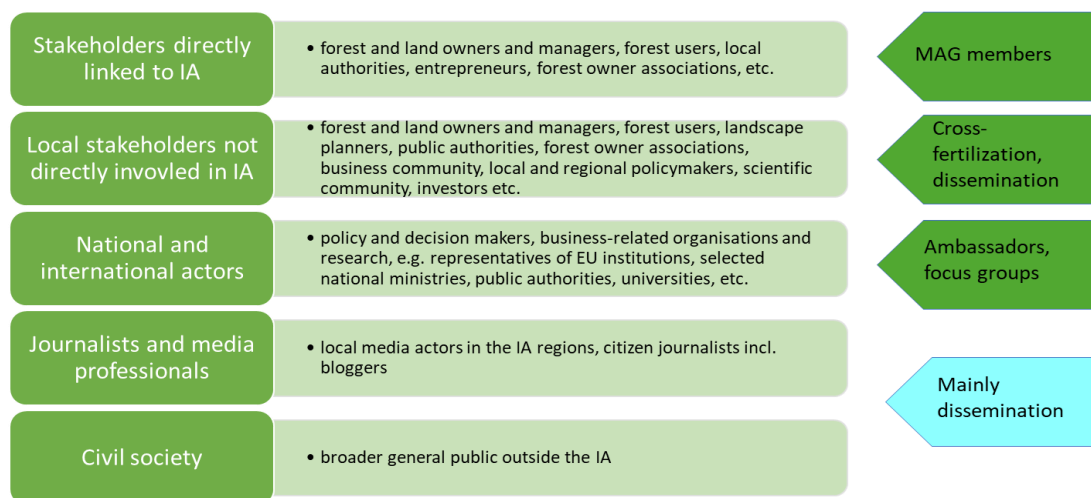 Stakeholders directly
linked to IA
• forest and land owners and managers, forest users, local
authorities, entrepreneurs, forest owner associations, etc.
MAG members
Local stakeholders not
directly invovled in IA
• forest and land owners and managers, forest users, landscape
planners, public authorities, forest owner associations,
business community, local and regional policymakers, scientific
community, investors etc.
Cross-
fertilization,
dissemination
National and
international actors
• policy and decision makers, business-related organisations and
research, e.g. representatives of EU institutions, selected
national ministries, public authorities, universities, etc.
Ambassadors,
focus groups
Journalists and media
professionals
• local media actors in the IA regions, citizen journalists incl.
bloggers
Mainly
dissemination
Civil society
• broader general public outside the IA